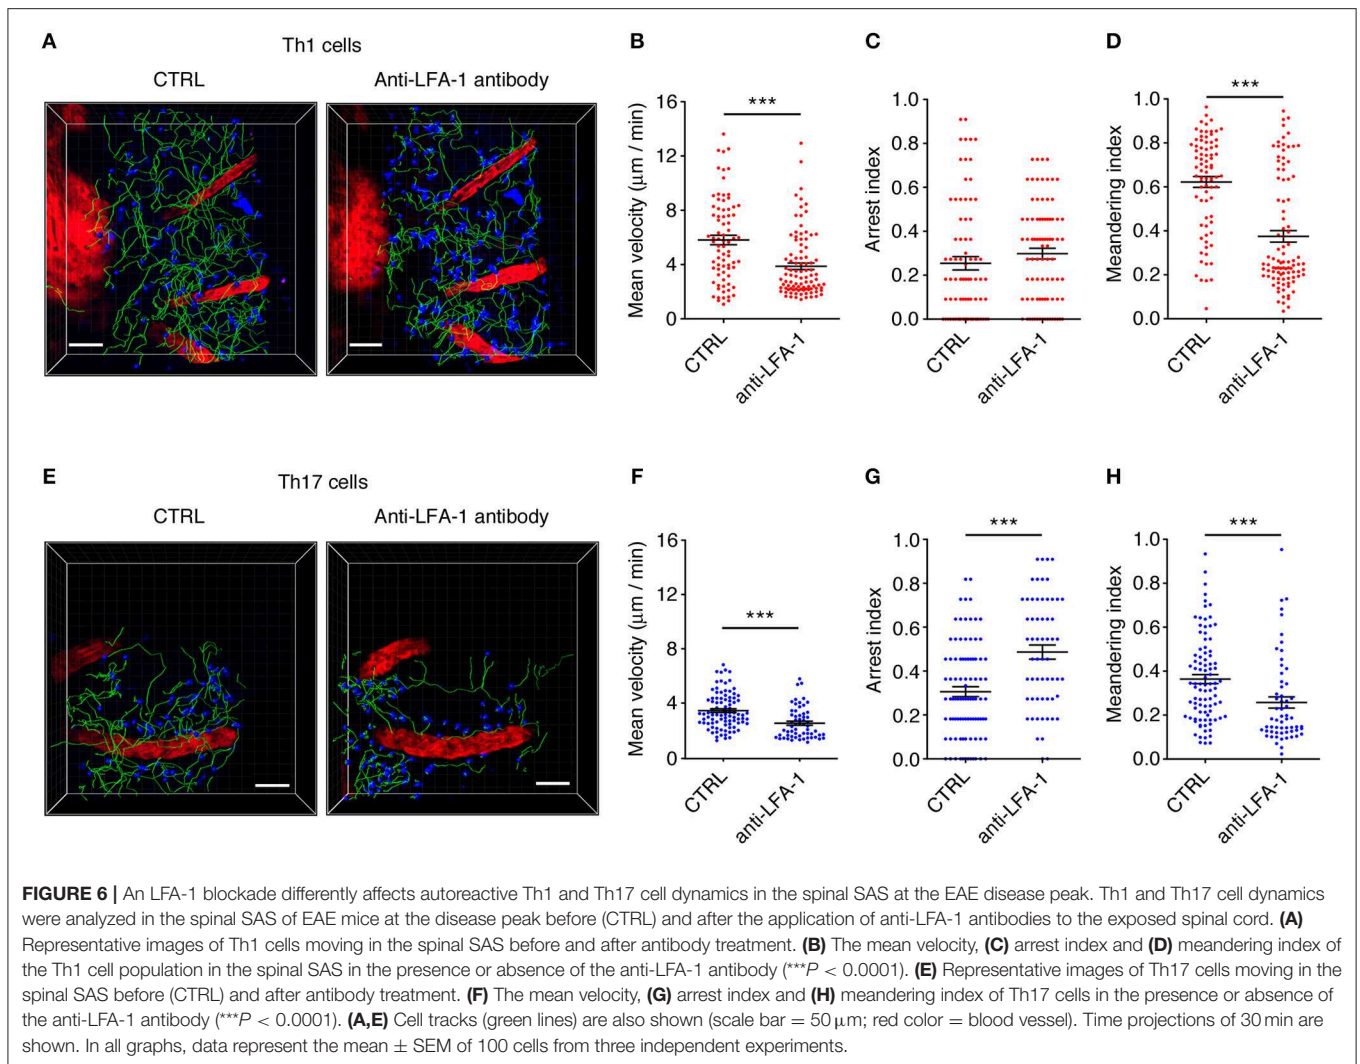 A
Th1 cells
CTRL
Anti-LFA-1 antibody
B
Mean velocity (μm / min)
16
12
8
4
0
***
CTRL
anti-LFA-1
C
Arrest index
1.0
0.8
0.6
0.4
0.2
0.0
CTRL
anti-LFA-1
D
Meandering index
1.0
0.8
0.6
0.4
0.2
0.0
***
CTRL
anti-LFA-1
E
Th17 cells
CTRL
Anti-LFA-1 antibody
F
Mean velocity (μm / min)
16
12
8
4
0
***
CTRL
anti-LFA-1
G
Arrest index
1.0
0.8
0.6
0.4
0.2
0.0
***
CTRL
anti-LFA-1
H
Meandering index
1.0
0.8
0.6
0.4
0.2
0.0
***
CTRL
anti-LFA-1
FIGURE 6 | An LFA-1 blockade differently affects autoreactive Th1 and Th17 cell dynamics in the spinal SAS at the EAE disease peak. Th1 and Th17 cell dynamics
were analyzed in the spinal SAS of EAE mice at the disease peak before (CTRL) and after the application of anti-LFA-1 antibodies to the exposed spinal cord. (A)
Representative images of Th1 cells moving in the spinal SAS before and after antibody treatment. (B) The mean velocity, (C) arrest index and (D) meandering index of
the Th1 cell population in the spinal SAS in the presence or absence of the anti-LFA-1 antibody (***P < 0.0001). (E) Representative images of Th17 cells moving in the
spinal SAS before (CTRL) and after antibody treatment. (F) The mean velocity, (G) arrest index and (H) meandering index of Th17 cells in the presence or absence of
the anti-LFA-1 antibody (***P < 0.0001). (A,E) Cell tracks (green lines) are also shown (scale bar = 50 μm; red color = blood vessel). Time projections of 30 min are
shown. In all graphs, data represent the mean ± SEM of 100 cells from three independent experiments.